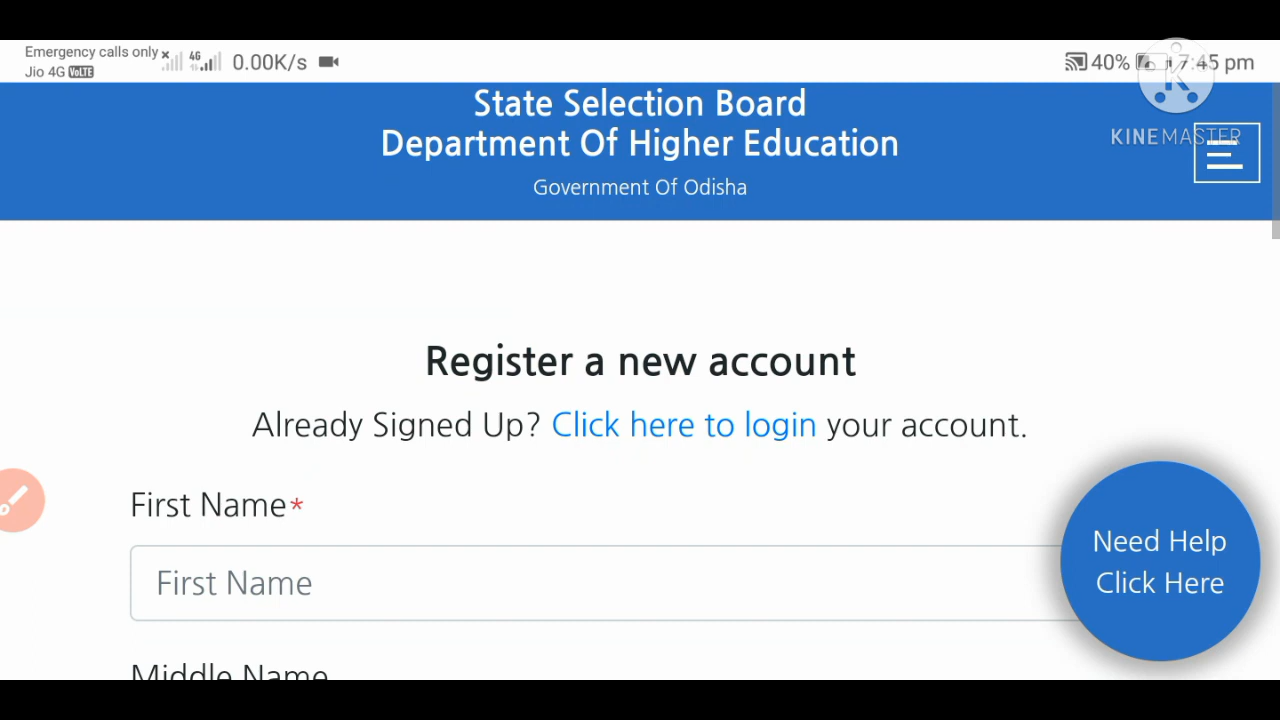 Emergency calls only
Jio 4G VoLTE
4G
0.00K/s
40%
7:45 pm
KINEMASTER
State Selection Board
Department Of Higher Education
Government Of Odisha
Register a new account
Already Signed Up? Click here to login your account.
First Name*
First Name
Need Help
Click Here
Middle Name